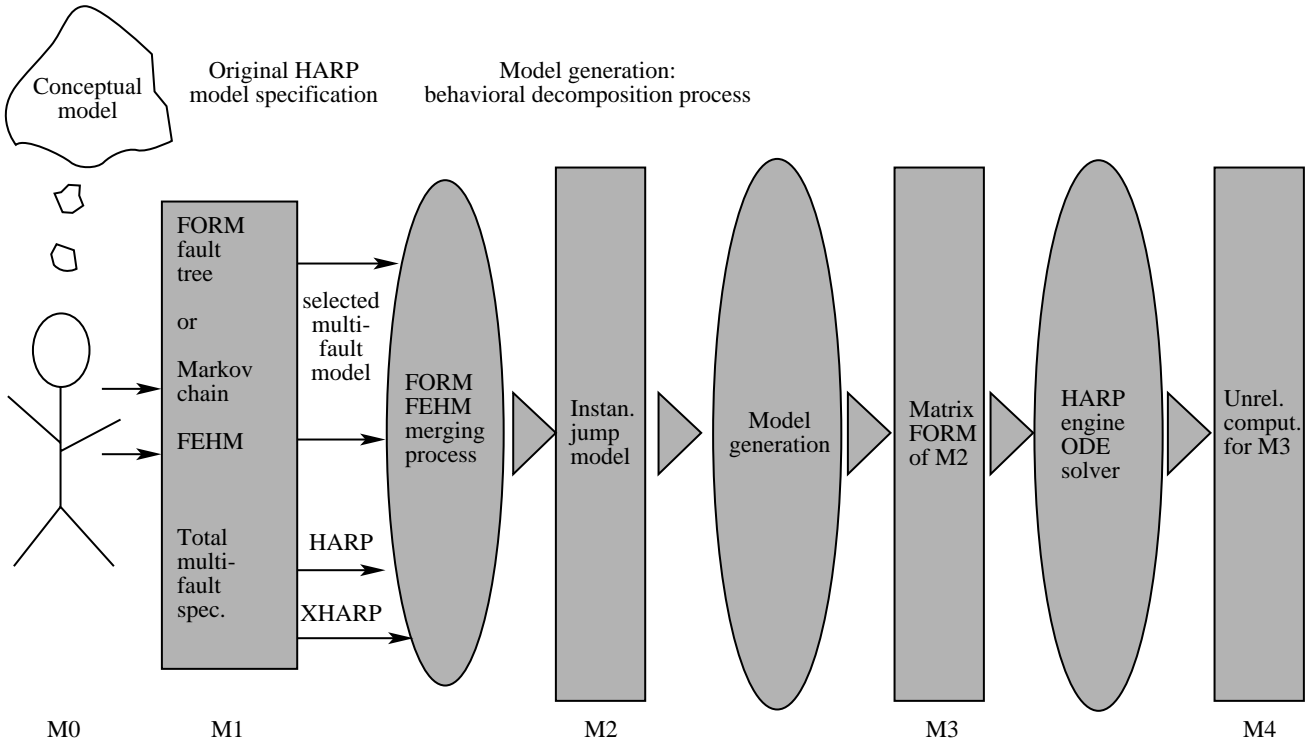 Conceptual
model
Original HARP
model specification
Model generation:
behavioral decomposition process
FORM
fault
tree
or
Markov
chain
FEHM
Total
multi-
fault
spec.
selected
multi-
fault
model
HARP
XHARP
FORM
FEHM
merging
process
Instan.
jump
model
Model
generation
Matrix
FORM
of M2
HARP
engine
ODE
solver
Unrel.
comput.
for M3
M0
M1
M2
M3
M4